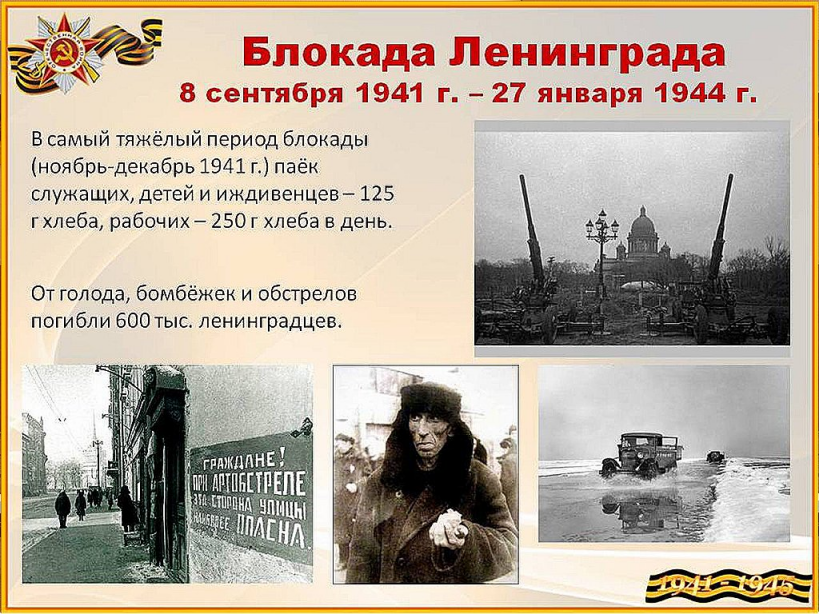 Блокада Ленинграда
8 сентября 1941 г. – 27 января 1944 г.
В самый тяжёлый период блокады
(ноябрь-декабрь 1941 г.) паёк
служащих, детей и иждивенцев – 125
г хлеба, рабочих – 250 г хлеба в день.
От голода, бомбёжек и обстрелов
погибли 600 тыс. ленинградцев.
ГРАЖДАНЕ!
ПРИ АРТОБСТРЕЛЕ
ЭТА СТОРОНА УЛИЦЫ
НАИБОЛЕЕ ОПАСНА.
1941 - 1945